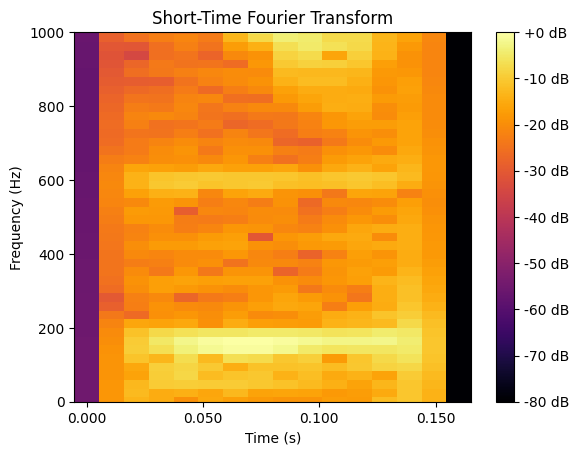 Short-Time Fourier Transform
1000
800
600
400
200
0
Frequency (Hz)
0.000
0.050
0.100
0.150
Time (s)
+0 dB
-10 dB
-20 dB
-30 dB
-40 dB
-50 dB
-60 dB
-70 dB
-80 dB